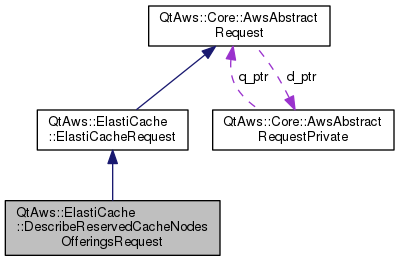 QtAws::Core::AwsAbstract
Request
q_ptr
d_ptr
QtAws::ElastiCache
::ElastiCacheRequest
QtAws::Core::AwsAbstract
RequestPrivate
QtAws::ElastiCache
::DescribeReservedCacheNodes
OfferingsRequest